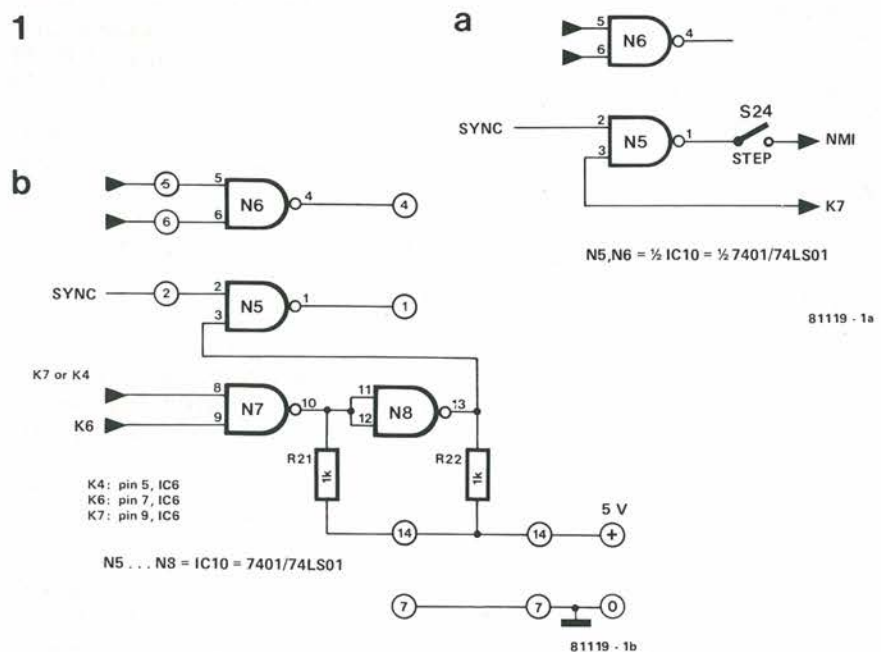 1
a
5
6
N6
4
SYNC
2
3
N5
1
S24
STEP
NMI
K7
N5,N6 = ½ IC10 = ½ 7401/74LS01
81119 - 1a
b
5
6
5
6
N6
4
4
SYNC
2
2
3
N5
1
1
K7 or K4
K6
8
9
N7
10
11
12
N8
13
R21
1k
R22
1k
K4: pin 5, IC6
K6: pin 7, IC6
K7: pin 9, IC6
5 V
14
14
+
N5 . . . N8 = IC10 = 7401/74LS01
7
7
0
81119 - 1b